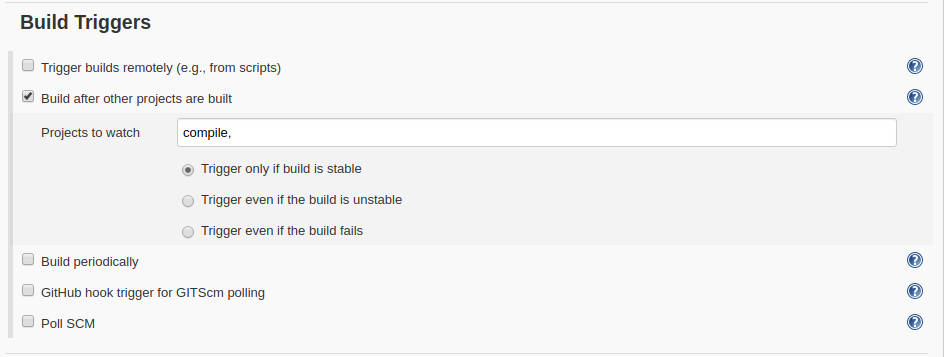 Build Triggers
Trigger builds remotely (e.g., from scripts)
Build after other projects are built
Projects to watch compile,
Trigger only if build is stable
Trigger even if the build is unstable
Trigger even if the build fails
Build periodically
GitHub hook trigger for GITScm polling
Poll SCM